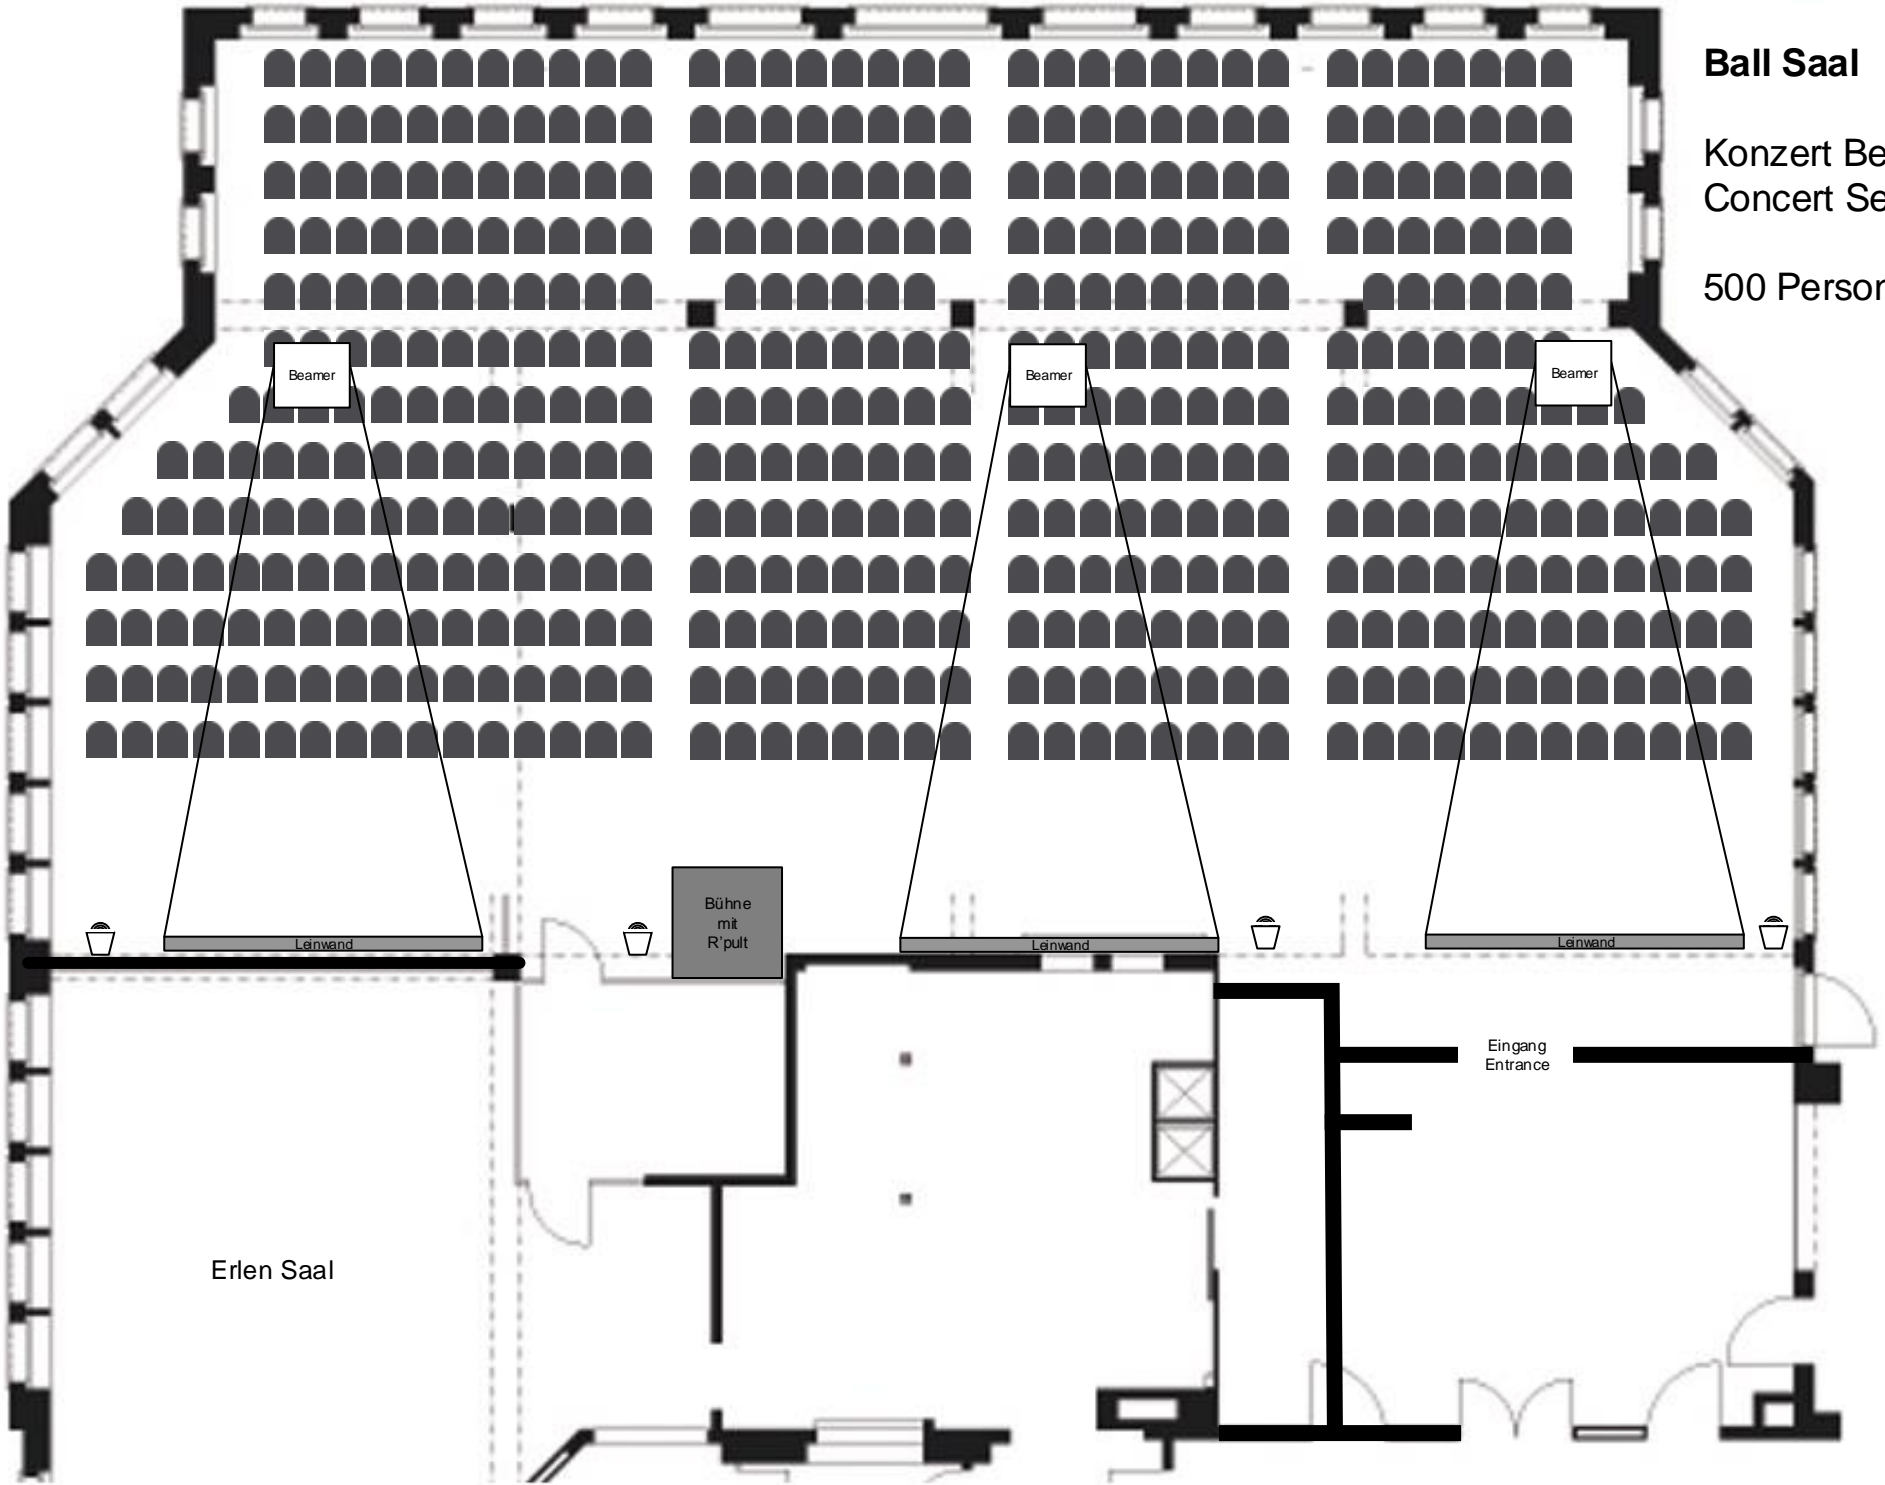 Ball Saal
Konzert Be
Concert Se
500 Person
Beamer
Beamer
Beamer
Bühne
mit
R'pult
Leinwand
Leinwand
Leinwand
Eingang
Entrance
Erlen Saal